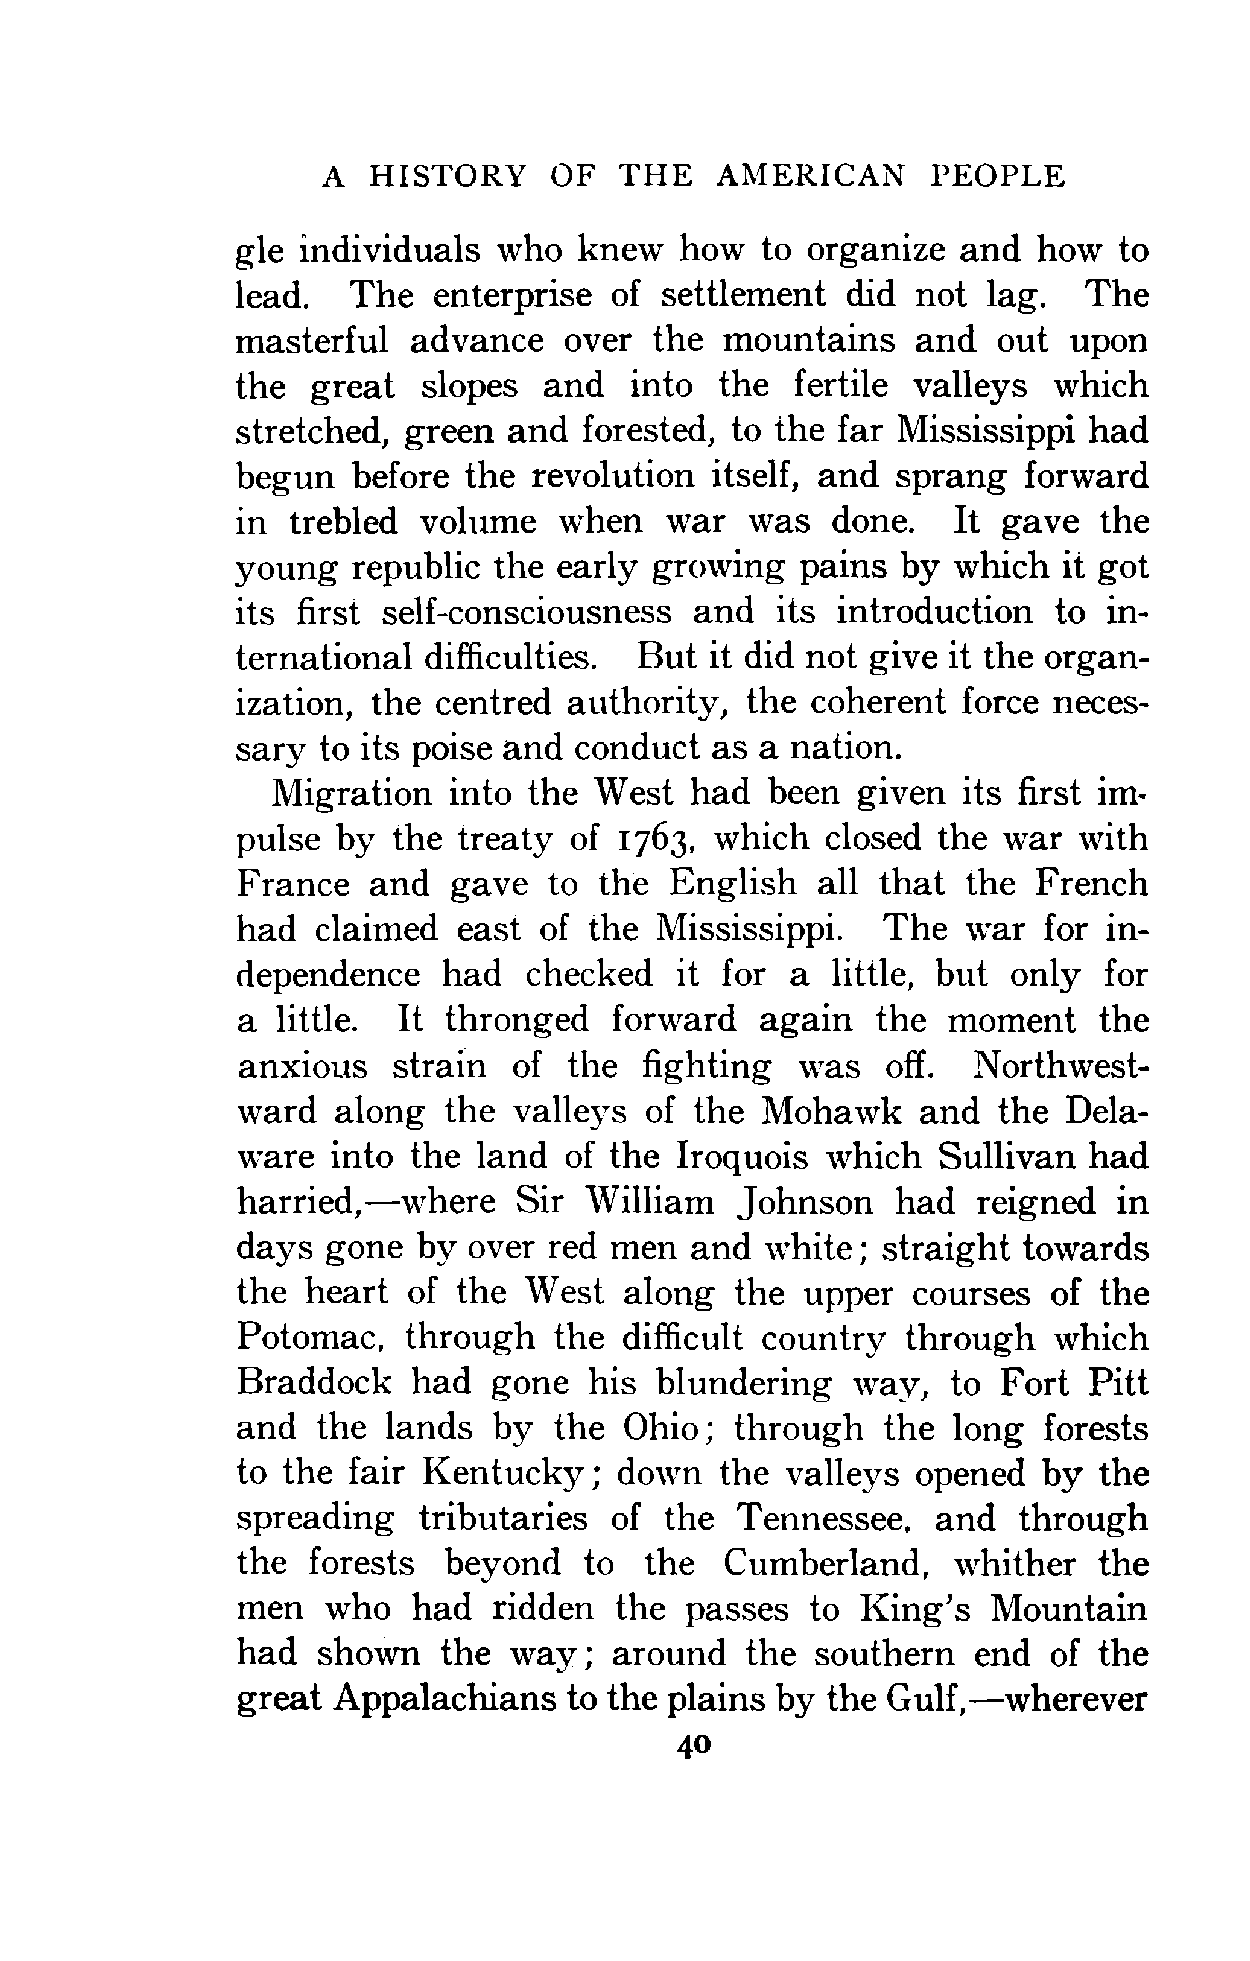 A HISTORY OF THE AMERICAN PEOPLE
gle individuals who knew how to organize and how to
lead. The enterprise of settlement did not lag. The
masterful advance over the mountains and out upon
the great slopes and into the fertile valleys which
stretched, green and forested, to the far Mississippi had
begun before the revolution itself, and sprang forward
in trebled volume when war was done. It gave the
young republic the early growing pains by which it got
its first self-consciousness and its introduction to in-
ternational difficulties. But it did not give it the organ-
ization, the centred authority, the coherent force neces-
sary to its poise and conduct as a nation.
Migration into the West had been given its first im-
pulse by the treaty of 1763, which closed the war with
France and gave to the English all that the French
had claimed east of the Mississippi. The war for in-
dependence had checked it for a little, but only for
a little. It thronged forward again the moment the
anxious strain of the fighting was off. Northwest-
ward along the valleys of the Mohawk and the Dela-
ware into the land of the Iroquois which Sullivan had
harried,—where Sir William Johnson had reigned in
days gone by over red men and white; straight towards
the heart of the West along the upper courses of the
Potomac, through the difficult country through which
Braddock had gone his blundering way, to Fort Pitt
and the lands by the Ohio; through the long forests
to the fair Kentucky; down the valleys opened by the
spreading tributaries of the Tennessee, and through
the forests beyond to the Cumberland, whither the
men who had ridden the passes to King's Mountain
had shown the way; around the southern end of the
great Appalachians to the plains by the Gulf,—wherever
40